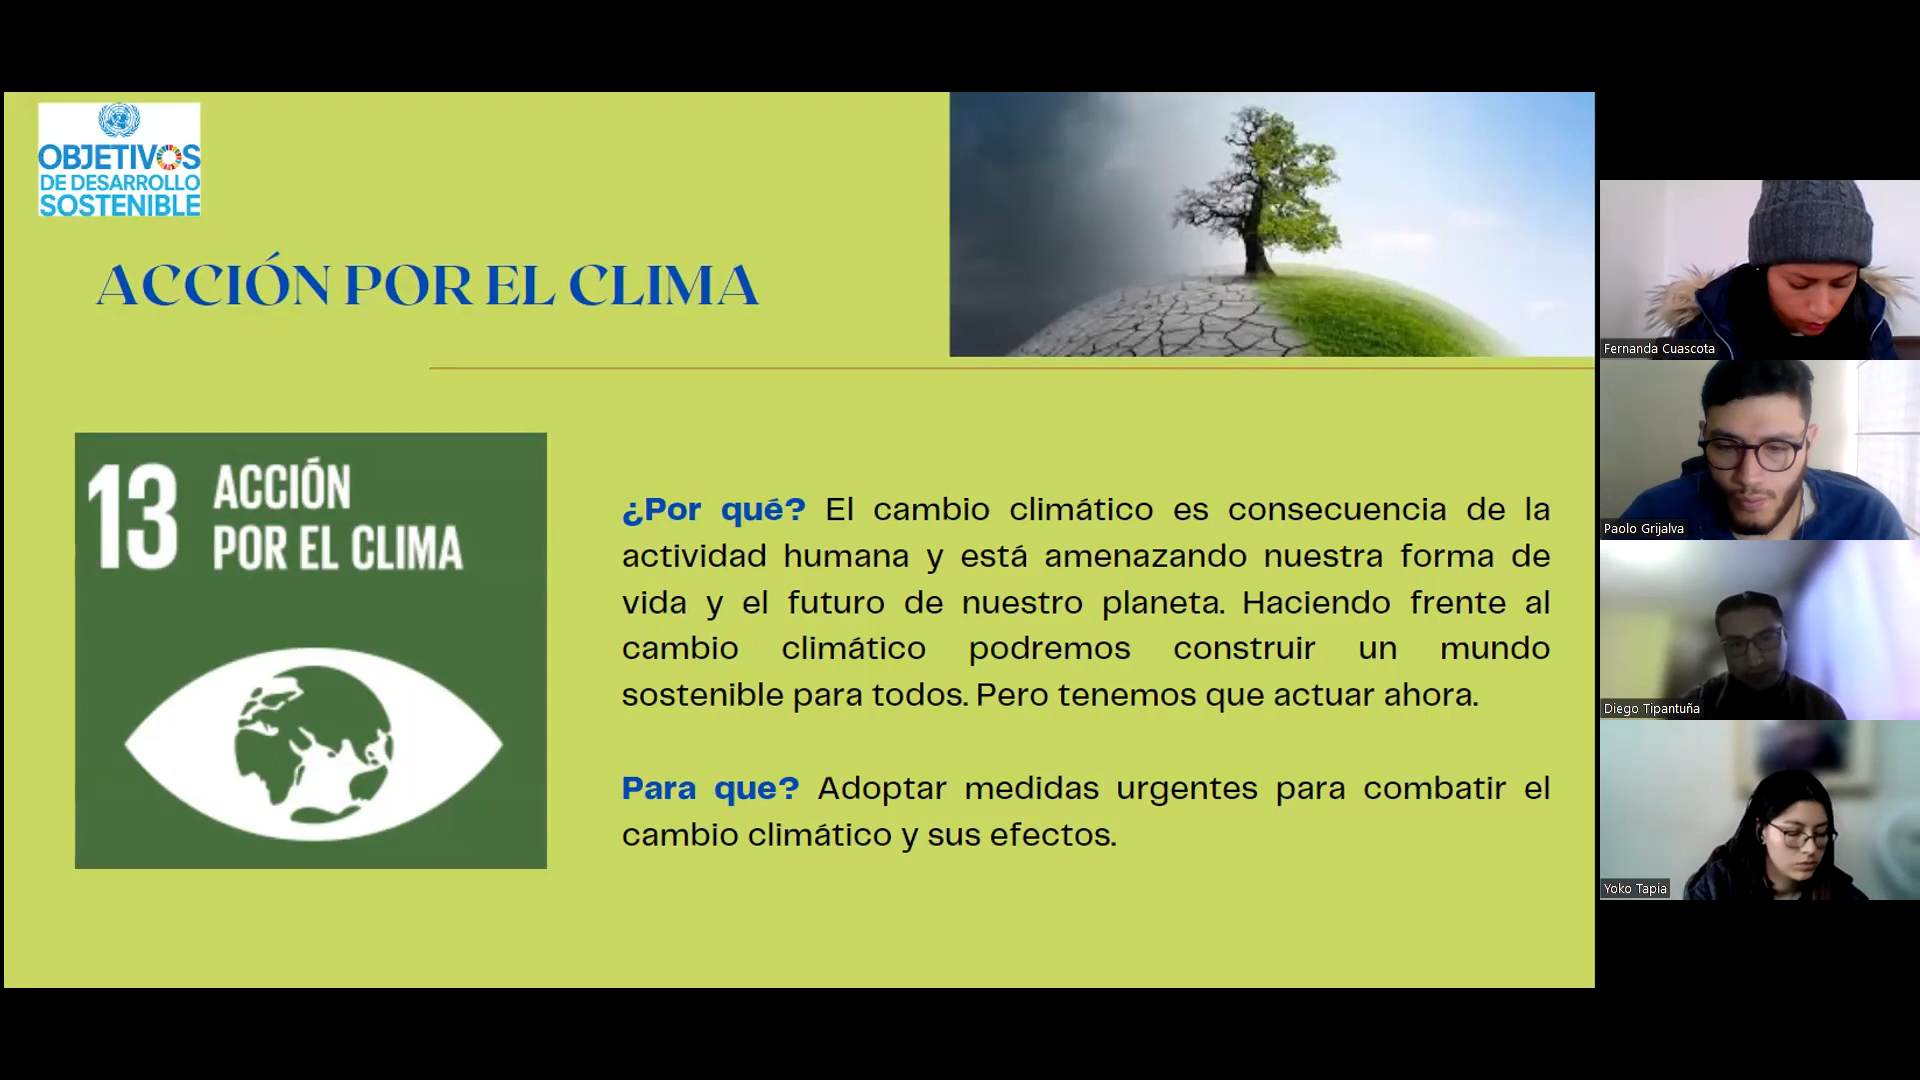 OBJETIVOS
DE DESARROLLO
SOSTENIBLE
ACCIÓN POR EL CLIMA
13 ACCIÓN
POR EL CLIMA
¿Por qué? El cambio climático es consecuencia de la
actividad humana y está amenazando nuestra forma de
vida y el futuro de nuestro planeta. Haciendo frente al
cambio climático podremos construir un mundo
sostenible para todos. Pero tenemos que actuar ahora.
Para que? Adoptar medidas urgentes para combatir el
cambio climático y sus efectos.
Fernanda Cuascota
Paolo Grijalva
Diego Tipantuña
Yoko Tapia